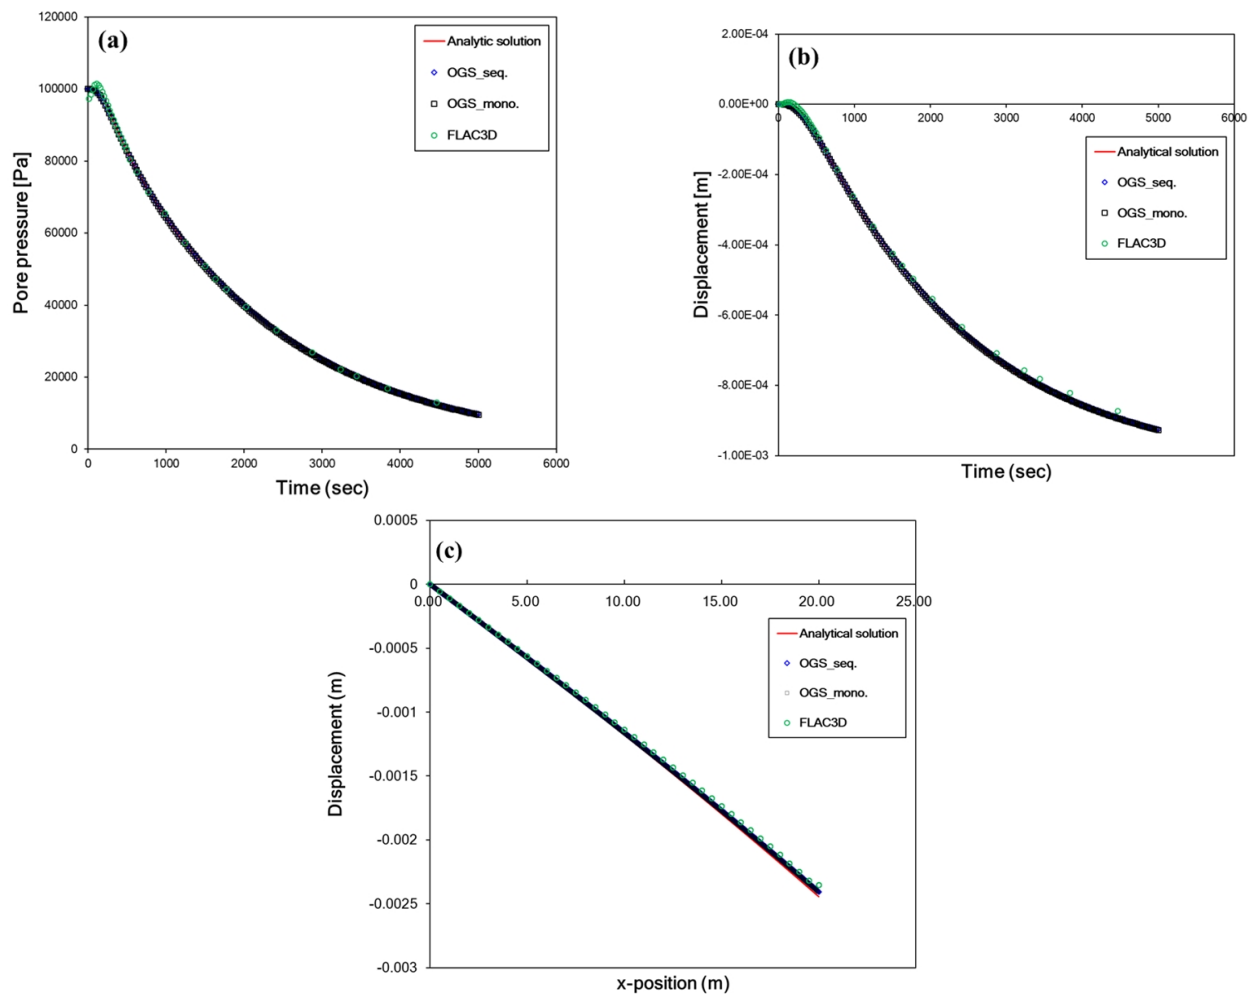 (a)
120000
100000
80000
60000
40000
20000
0
Pore pressure [Pa]
0 1000 2000 3000 4000 5000 6000
Time (sec)
Analytic solution
OGS_seq.
OGS_mono.
FLAC3D
(b)
2.00E-04
0.00E+00
-2.00E-04
-4.00E-04
-6.00E-04
-8.00E-04
-1.00E-03
Displacement [m]
0 1000 2000 3000 4000 5000 6000
Time (sec)
Analytical solution
OGS_seq.
OGS_mono.
FLAC3D
(c)
0.0005
0
-0.0005
-0.001
-0.0015
-0.002
-0.0025
-0.003
Displacement (m)
0.00 5.00 10.00 15.00 20.00 25.00
x-position (m)
Analytical solution
OGS_seq.
OGS_mono.
FLAC3D